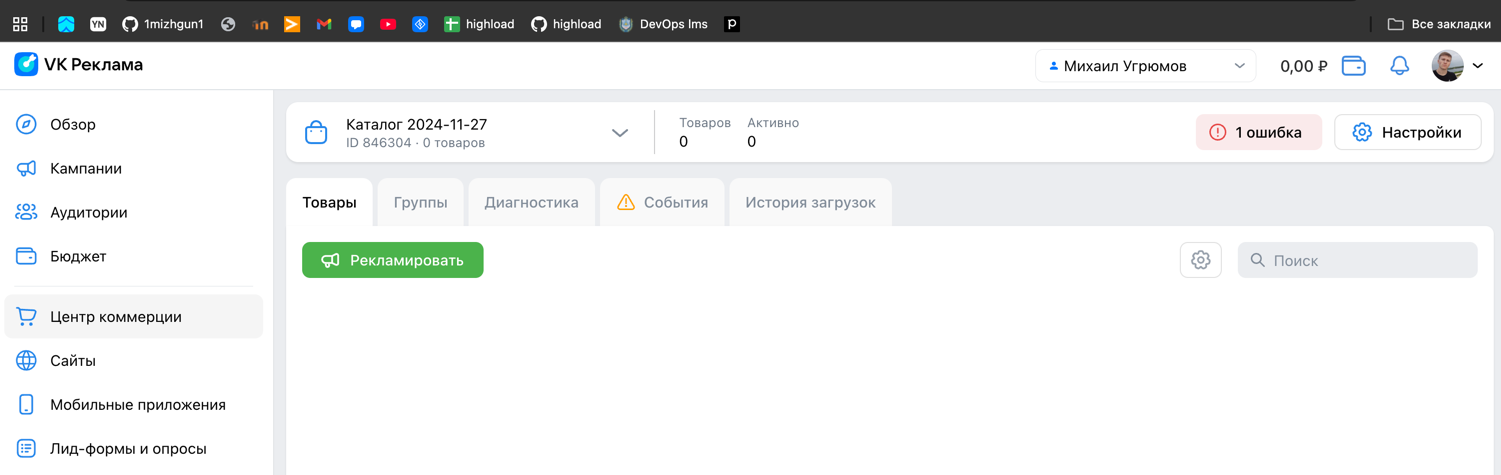 YN 1mizhgun1 highload highload DevOps lms p Все закладки
VK Реклама
Михаил Угрюмов 0,00 ₽
Обзор
Кампании
Аудитории
Бюджет
Центр коммерции
Сайты
Мобильные приложения
Лид-формы и опросы
Каталог 2024-11-27
ID 846304 · 0 товаров
Товаров Активно
0 0
1 ошибка Настройки
Товары Группы Диагностика События История загрузок
Рекламировать Поиск